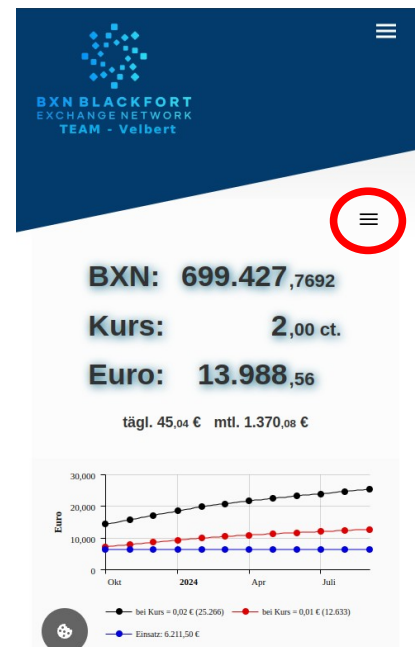 BXN BLACKFORT
EXCHANGE NETWORK
TEAM - Velbert
BXN: 699.427,7692
Kurs: 2,00 ct.
Euro: 13.988,56
tägl. 45,04 € mtl. 1.370,08 €
30,000
20,000
10,000
0
Euro
Okt 2024 Apr Juli
bei Kurs = 0,02 € (25.266) bei Kurs = 0,01 € (12.633)
Einsatz: 6.211,50 €